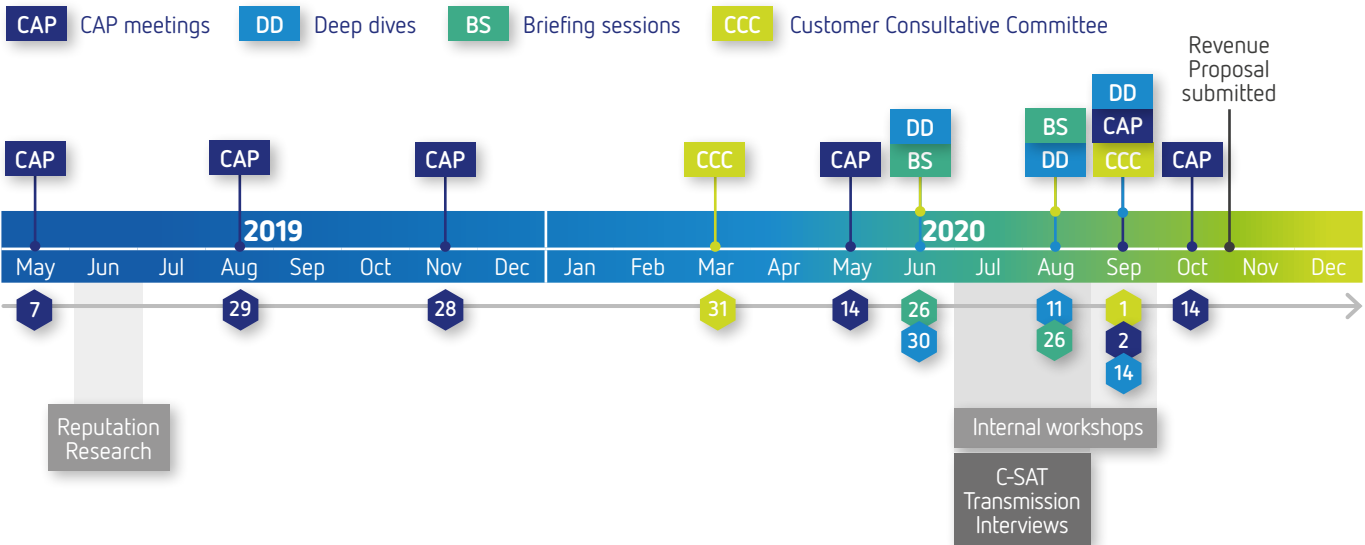 CAP CAP meetings DD Deep dives BS Briefing sessions CCC Customer Consultative Committee
Revenue
Proposal
submitted
DD
DD BS CAP
CAP CAP CAP CCC CAP BS DD CCC CAP
2019 2020
May Jun Jul Aug Sep Oct Nov Dec Jan Feb Mar Apr May Jun Jul Aug Sep Oct Nov Dec
7 29 28 31 14 26 11 1 14
30 26 2
14
Reputation
Research
Internal workshops
C-SAT
Transmission
Interviews